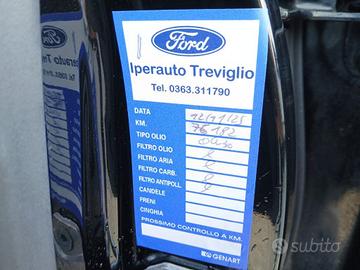 Ford
Iperauto Treviglio
Tel. 0363.311790
DATA
KM. 76182
TIPO OLIO
FILTRO OLIO
FILTRO ARIA
FILTRO CARB.
FILTRO ANTIPOLL.
CANDELE
FRENI
CINGHIA
PROSSIMO CONTROLLO A KM.
GENART
subito